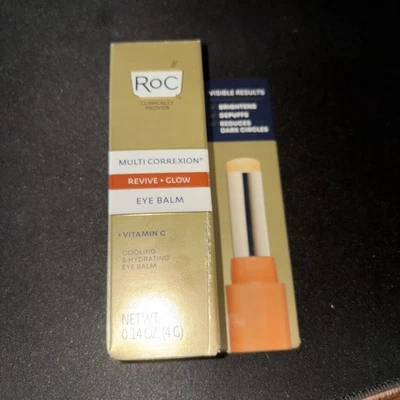 RoC
CLINICALLY
PROVEN
MULTI CORREXION®
REVIVE + GLOW
EYE BALM
+ VITAMIN C
COOLING
& HYDRATING
EYE BALM
NET WT.
0.14 OZ. (4 G)
VISIBLE RESULTS
BRIGHTENS
DEPUFFS
REDUCES
DARK CIRCLES